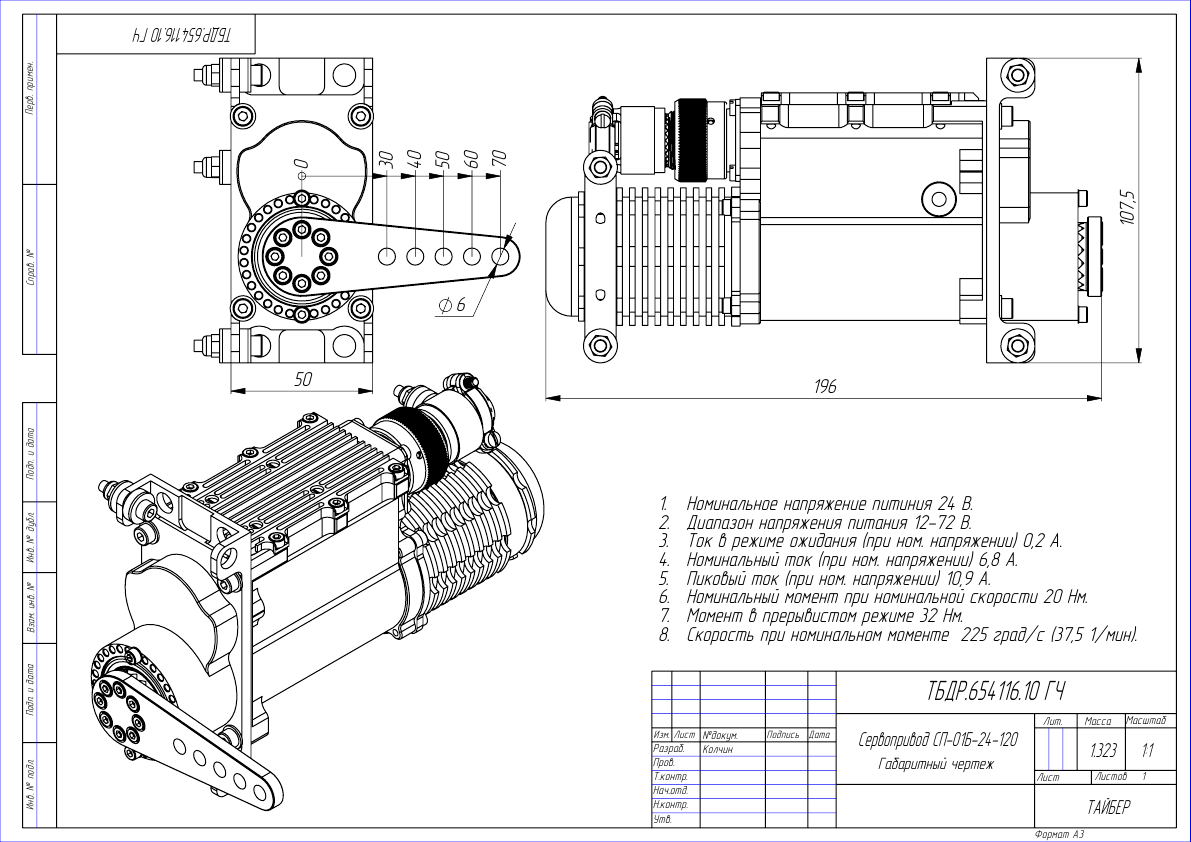 ТБДР.654116.10 ГЧ
Перв. примен.
Справ. №
Подп. и дата
Инв. № дубл.
Взам. инв. №
Подп. и дата
Инв. № подл.
0
30
40
50
60
70
∅ 6
50
107,5
196
1. Номинальное напряжение питиния 24 В.
2. Диапазон напряжения питания 12-72 В.
3. Ток в режиме ожидания (при ном. напряжении) 0,2 А.
4. Номинальный ток (при ном. напряжении) 6,8 А.
5. Пиковый ток (при ном. напряжении) 10,9 А.
6. Номинальный момент при номинальной скорости 20 Нм.
7. Момент в прерывистом режиме 32 Нм.
8. Скорость при номинальном моменте 225 град/с (37,5 1/мин).
ТБДР.654116.10 ГЧ
Изм. Лист №докум. Подпись Дата
Разраб. Колчин
Пров.
Т.контр.
Нач.отд.
Н.контр.
Утв.
Сервопривод СП-01Б-24-120
Габаритный чертеж
Лит. Масса Масштаб
1.323 1:1
Лист Листов 1
ТАЙБЕР
Формат А3